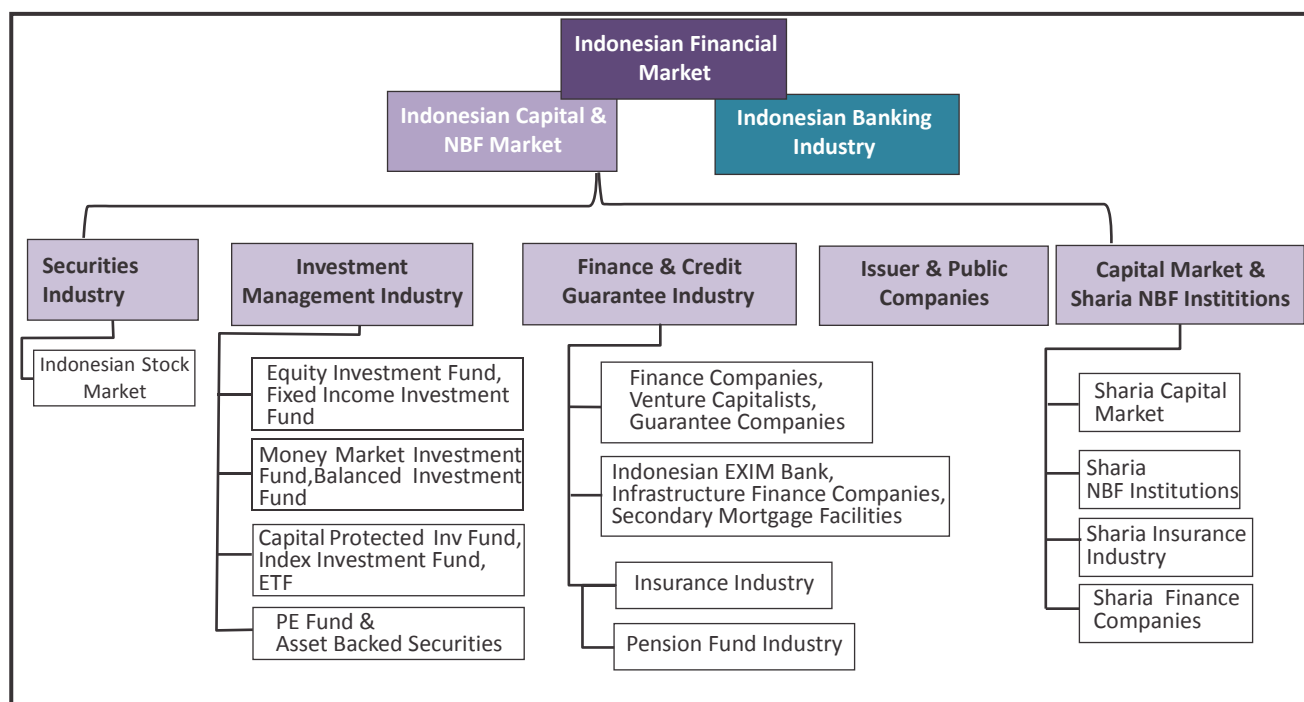 Indonesian Financial
Market
Indonesian Capital &
NBF Market
Indonesian Banking
Industry
Securities
Industry
Investment
Management Industry
Finance & Credit
Guarantee Industry
Issuer & Public
Companies
Capital Market &
Sharia NBF Instititions
Indonesian Stock
Market
Equity Investment Fund,
Fixed Income Investment
Fund
Money Market Investment
Fund,Balanced Investment
Fund
Capital Protected Inv Fund,
Index Investment Fund,
ETF
PE Fund &
Asset Backed Securities
Finance Companies,
Venture Capitalists,
Guarantee Companies
Indonesian EXIM Bank,
Infrastructure Finance Companies,
Secondary Mortgage Facilities
Insurance Industry
Pension Fund Industry
Sharia Capital
Market
Sharia
NBF Institutions
Sharia Insurance
Industry
Sharia Finance
Companies